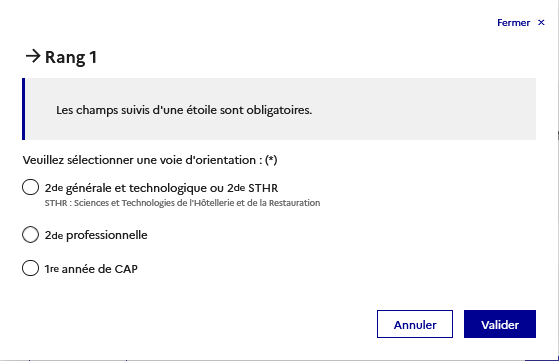 Fermer ×
→ Rang 1
Les champs suivis d'une étoile sont obligatoires.
Veuillez sélectionner une voie d'orientation : (*)
2de générale et technologique ou 2de STHR
STHR : Sciences et Technologies de l'Hôtellerie et de la Restauration
2de professionnelle
1re année de CAP
Annuler
Valider